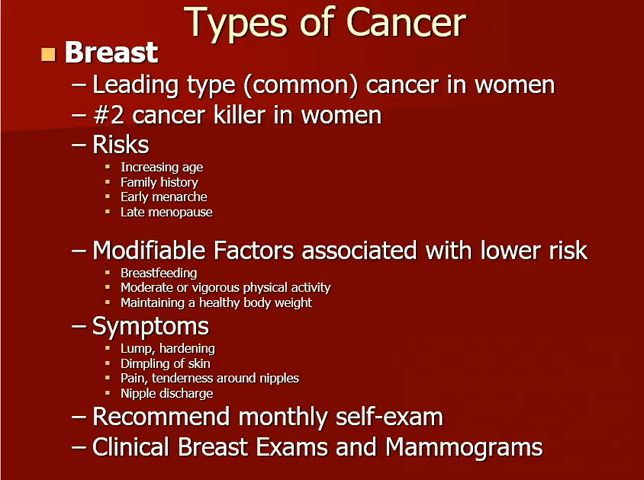 Types of Cancer
Breast
– Leading type (common) cancer in women
– #2 cancer killer in women
– Risks
Increasing age
Family history
Early menarche
Late menopause
– Modifiable Factors associated with lower risk
Breastfeeding
Moderate or vigorous physical activity
Maintaining a healthy body weight
– Symptoms
Lump, hardening
Dimpling of skin
Pain, tenderness around nipples
Nipple discharge
– Recommend monthly self-exam
– Clinical Breast Exams and Mammograms